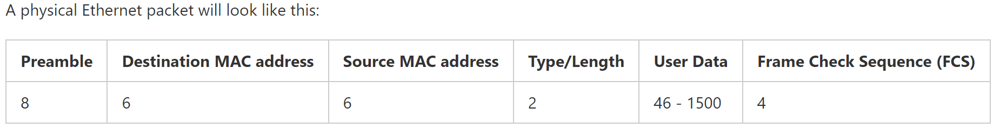 A physical Ethernet packet will look like this:
Preamble Destination MAC address Source MAC address Type/Length User Data Frame Check Sequence (FCS)
8 6 6 2 46 - 1500 4